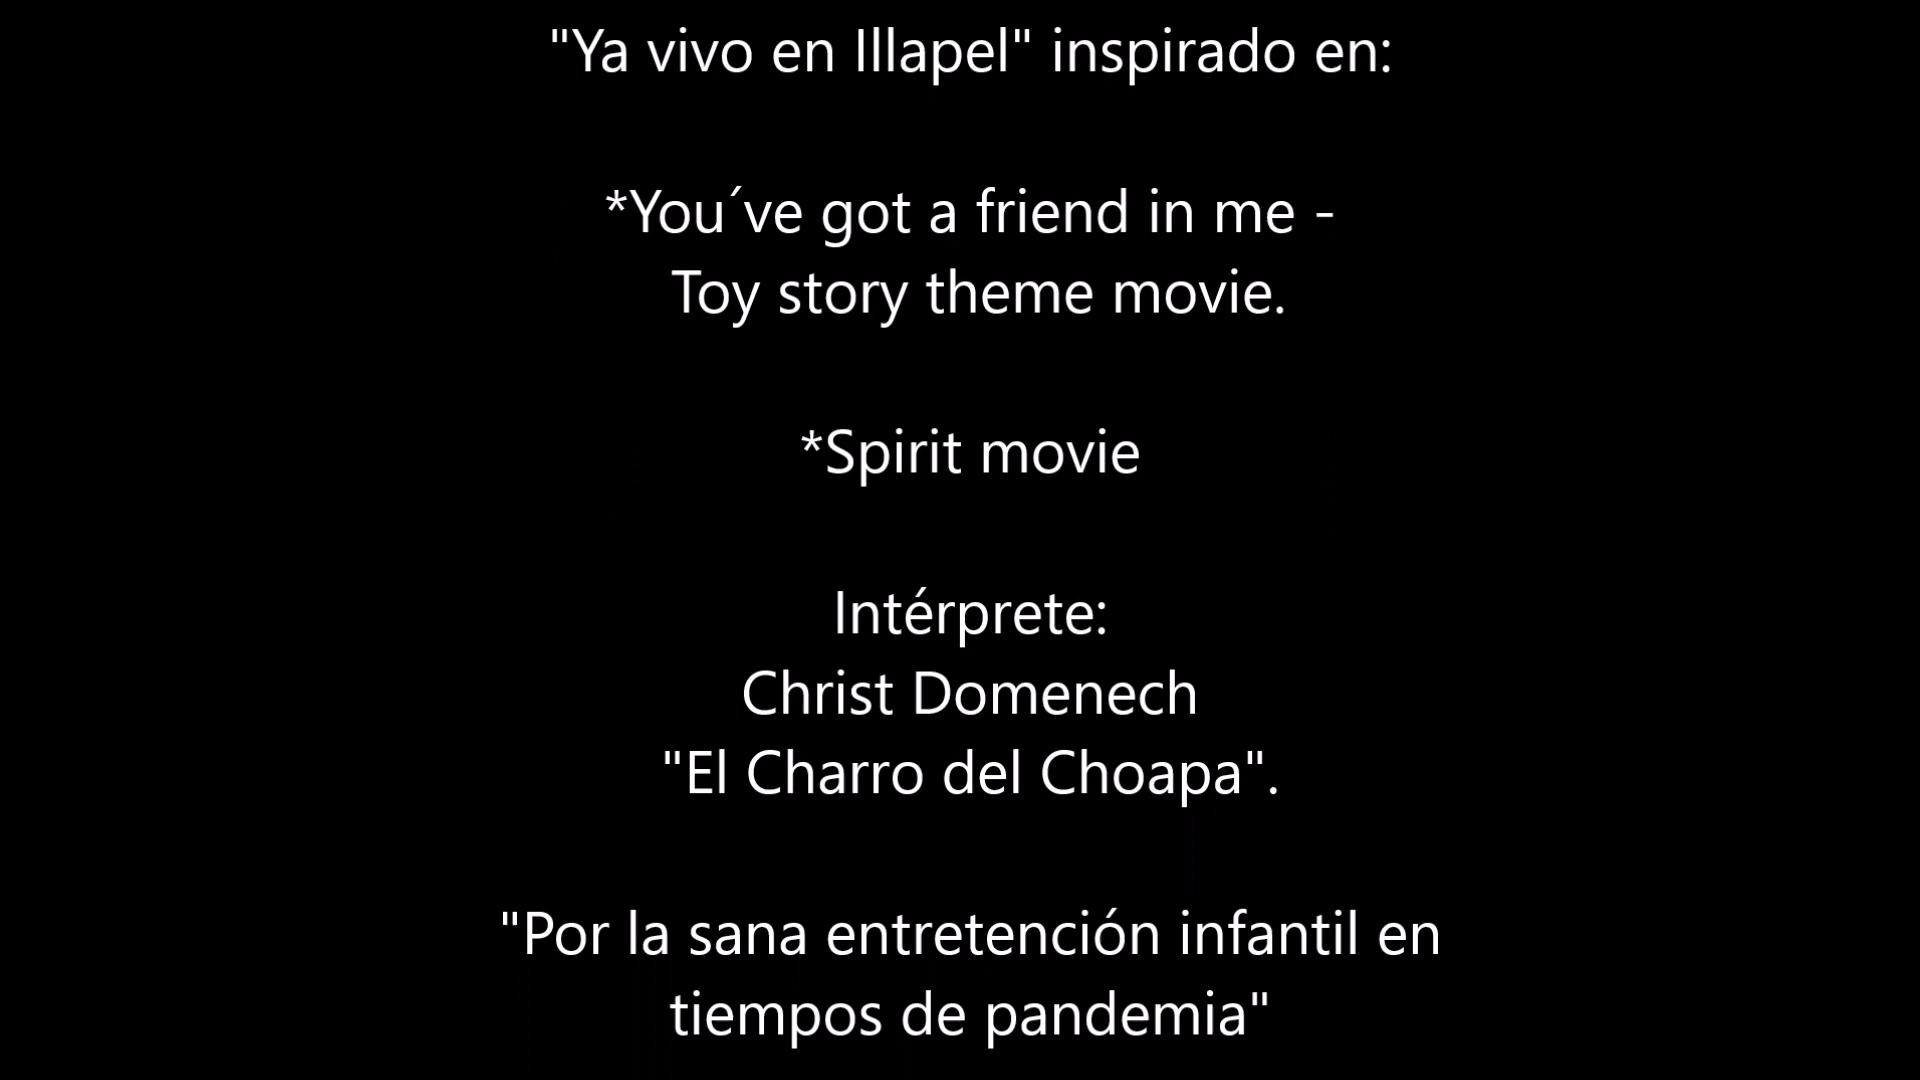 "Ya vivo en Illapel" inspirado en:
*You´ve got a friend in me -
Toy story theme movie.
*Spirit movie
Intérprete:
Christ Domenech
"El Charro del Choapa".
"Por la sana entretención infantil en
tiempos de pandemia"